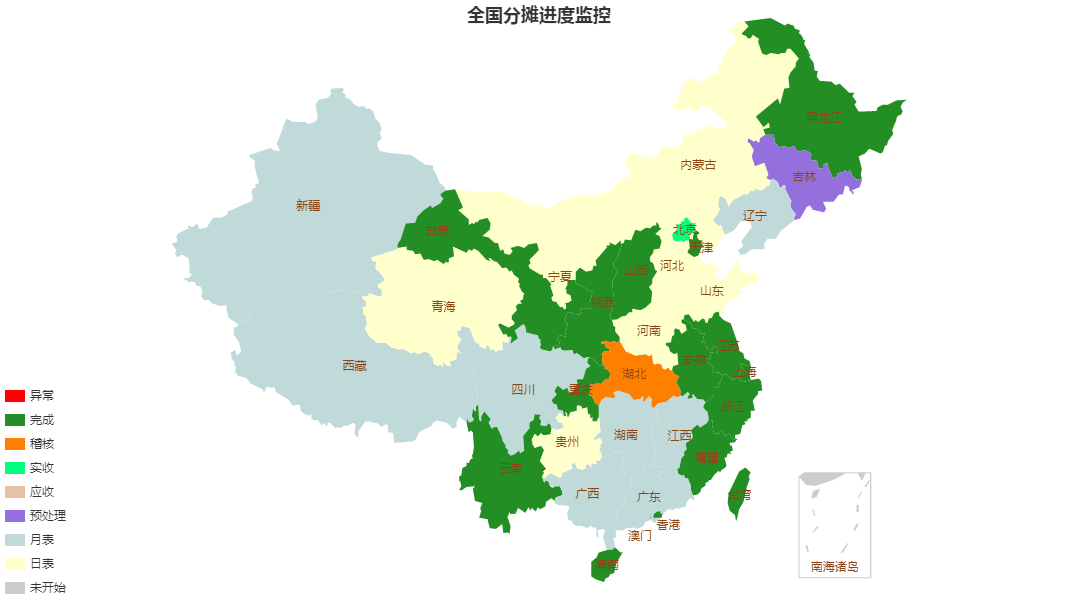 全国分摊进度监控
黑龙江
内蒙古
吉林
新疆
辽宁
甘肃
北京
天津
河北
山西
宁夏
山东
青海
陕西
河南
江苏
安徽
西藏
上海
湖北
四川
重庆
浙江
湖南
江西
贵州
福建
云南
广西
广东
台湾
香港
澳门
海南
南海诸岛
异常
完成
稽核
实收
应收
预处理
月表
日表
未开始